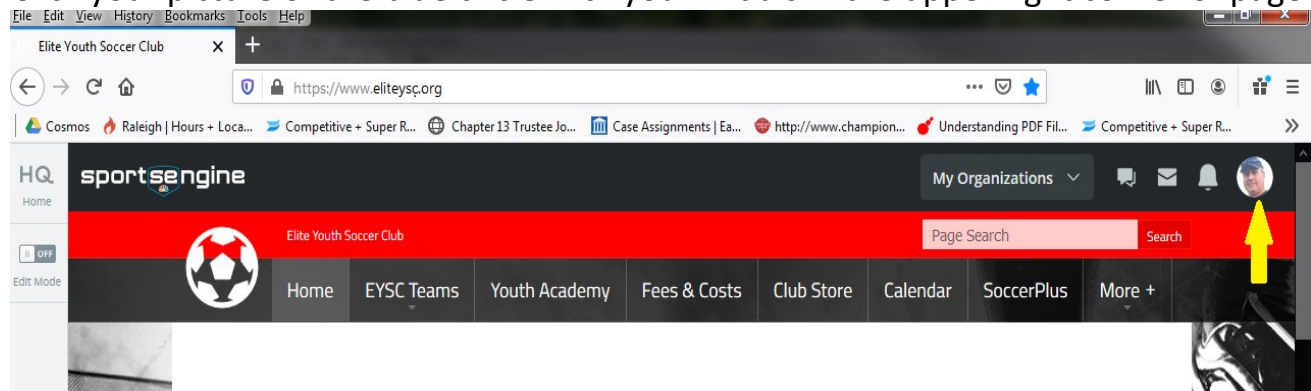 File Edit View History Bookmarks Tools Help
Elite Youth Soccer Club × +
https://www.eliteysc.org
Cosmos Raleigh | Hours + Loca... Competitive + Super R... Chapter 13 Trustee Jo... Case Assignments | Ea... http://www.champion... Understanding PDF Fil... Competitive + Super R... »
HQ sportsengine My Organizations
Home
Elite Youth Soccer Club Page Search Search
OFF
Edit Mode
Home EYSC Teams Youth Academy Fees & Costs Club Store Calendar SoccerPlus More +